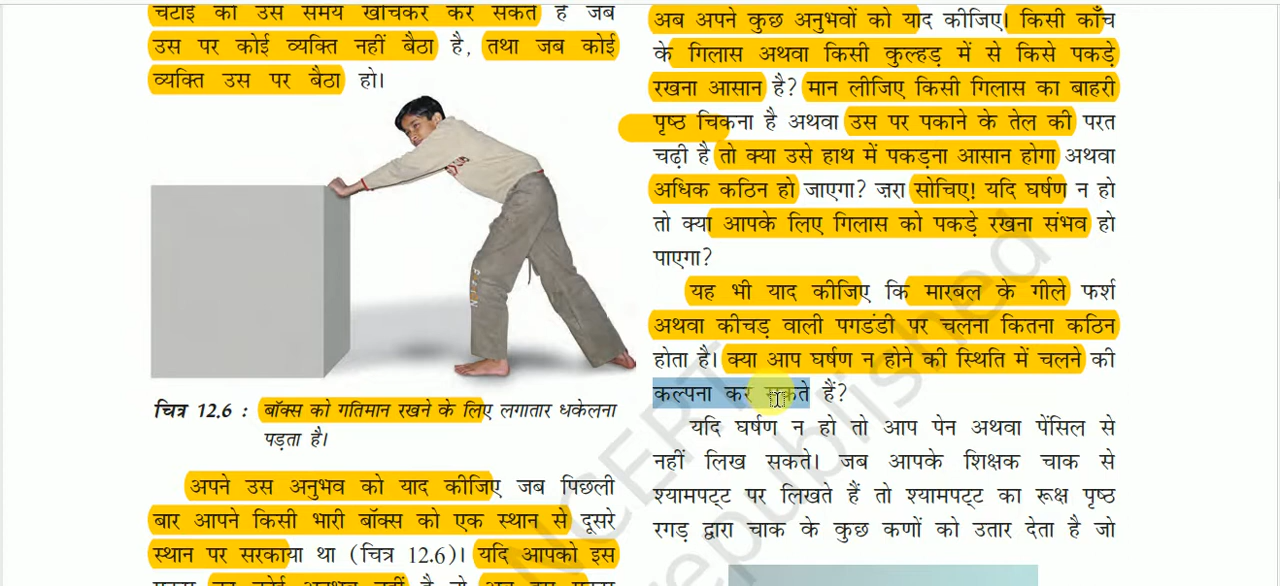 चटाई को उस समय खींचकर कर सकते हैं जब
उस पर कोई व्यक्ति नहीं बैठा है, तथा जब कोई
व्यक्ति उस पर बैठा हो।
चित्र 12.6 : बॉक्स को गतिमान रखने के लिए लगातार धकेलना
पड़ता है।
अपने उस अनुभव को याद कीजिए जब पिछली
बार आपने किसी भारी बॉक्स को एक स्थान से दूसरे
स्थान पर सरकाया था (चित्र 12.6)। यदि आपको इस
अब अपने कुछ अनुभवों को याद कीजिए। किसी काँच
के गिलास अथवा किसी कुल्हड़ में से किसे पकड़े
रखना आसान है? मान लीजिए किसी गिलास का बाहरी
पृष्ठ चिकना है अथवा उस पर पकाने के तेल की परत
चढ़ी है तो क्या उसे हाथ में पकड़ना आसान होगा अथवा
अधिक कठिन हो जाएगा? ज़रा सोचिए! यदि घर्षण न हो
तो क्या आपके लिए गिलास को पकड़े रखना संभव हो
पाएगा?
यह भी याद कीजिए कि मारबल के गीले फर्श
अथवा कीचड़ वाली पगडंडी पर चलना कितना कठिन
होता है। क्या आप घर्षण न होने की स्थिति में चलने की
कल्पना कर सकते हैं?
यदि घर्षण न हो तो आप पेन अथवा पेंसिल से
नहीं लिख सकते। जब आपके शिक्षक चाक से
श्यामपट्ट पर लिखते हैं तो श्यामपट्ट का रूक्ष पृष्ठ
रगड़ द्वारा चाक के कुछ कणों को उतार देता है जो
NCERT
republished